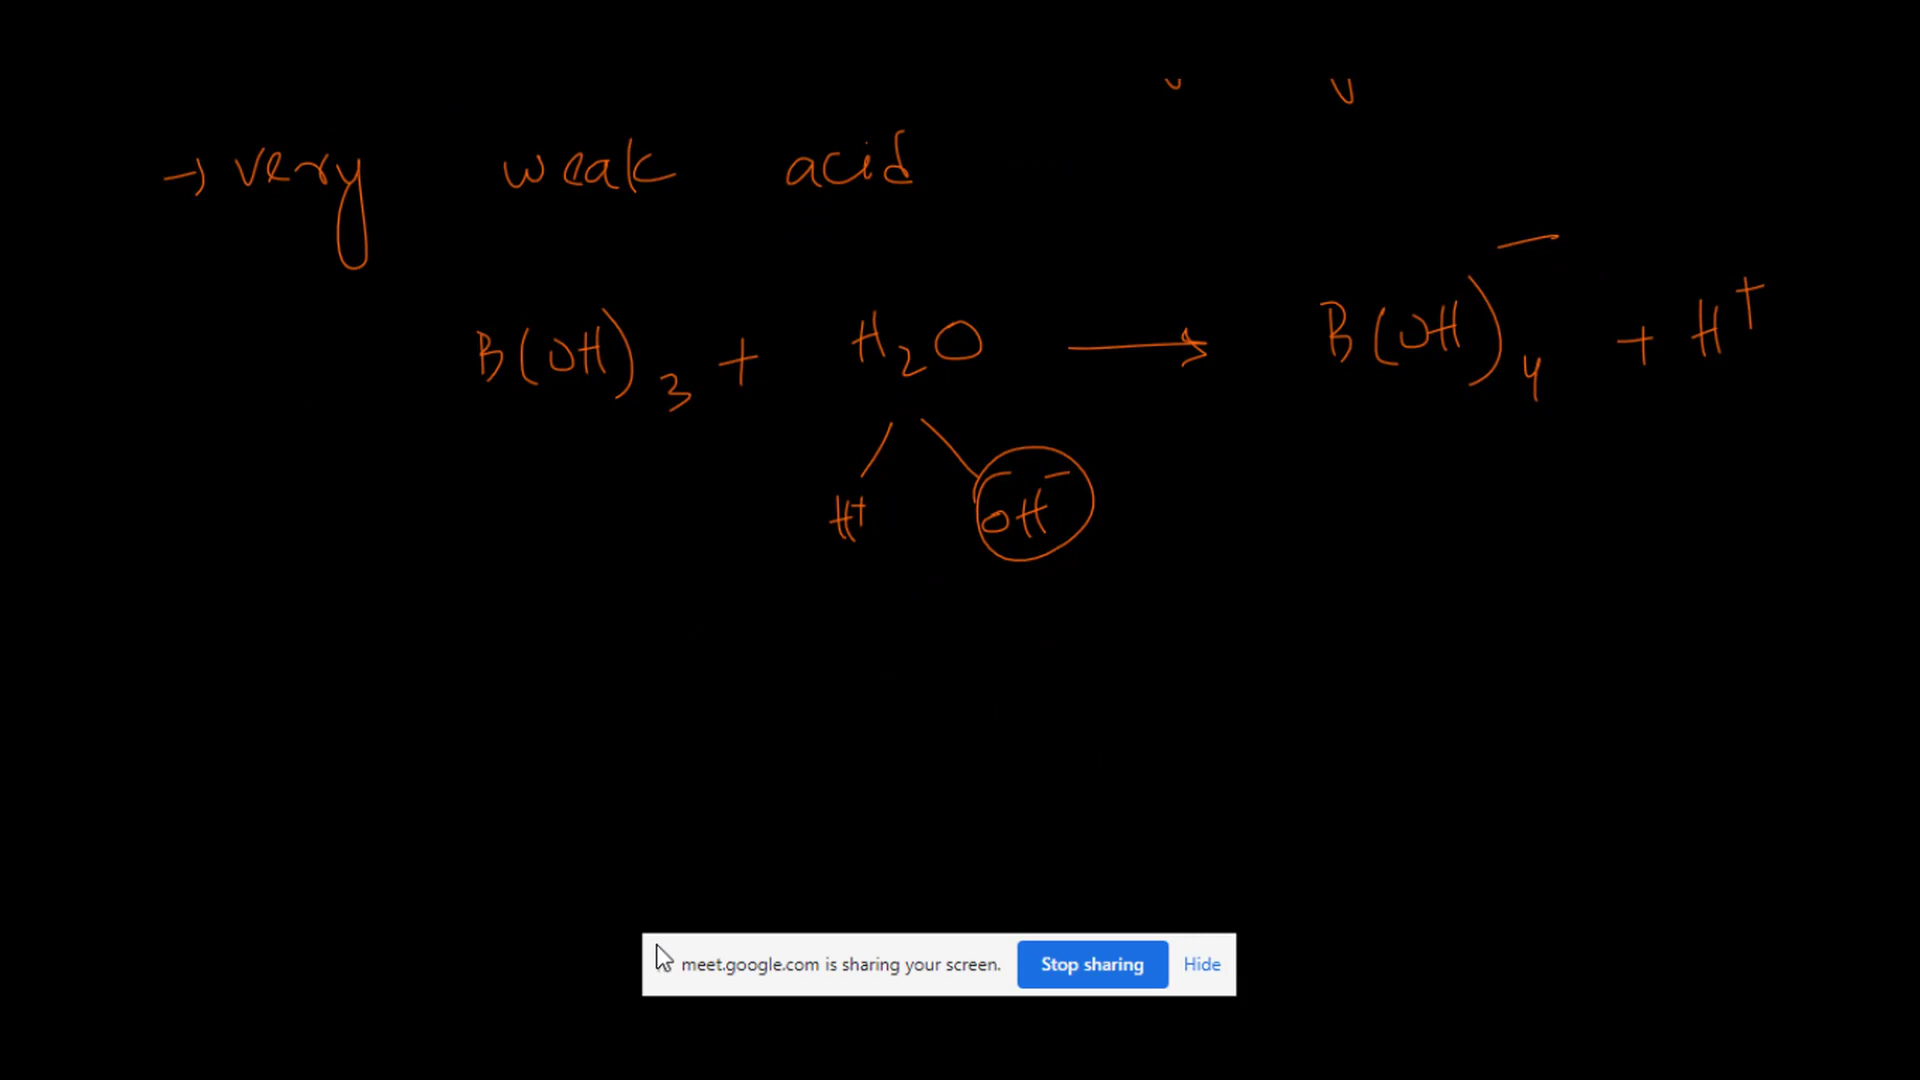 → very weak acid
B(OH)₃ + H₂O → B(OH)₄⁻ + H⁺
H⁺ OH⁻
meet.google.com is sharing your screen. Stop sharing Hide